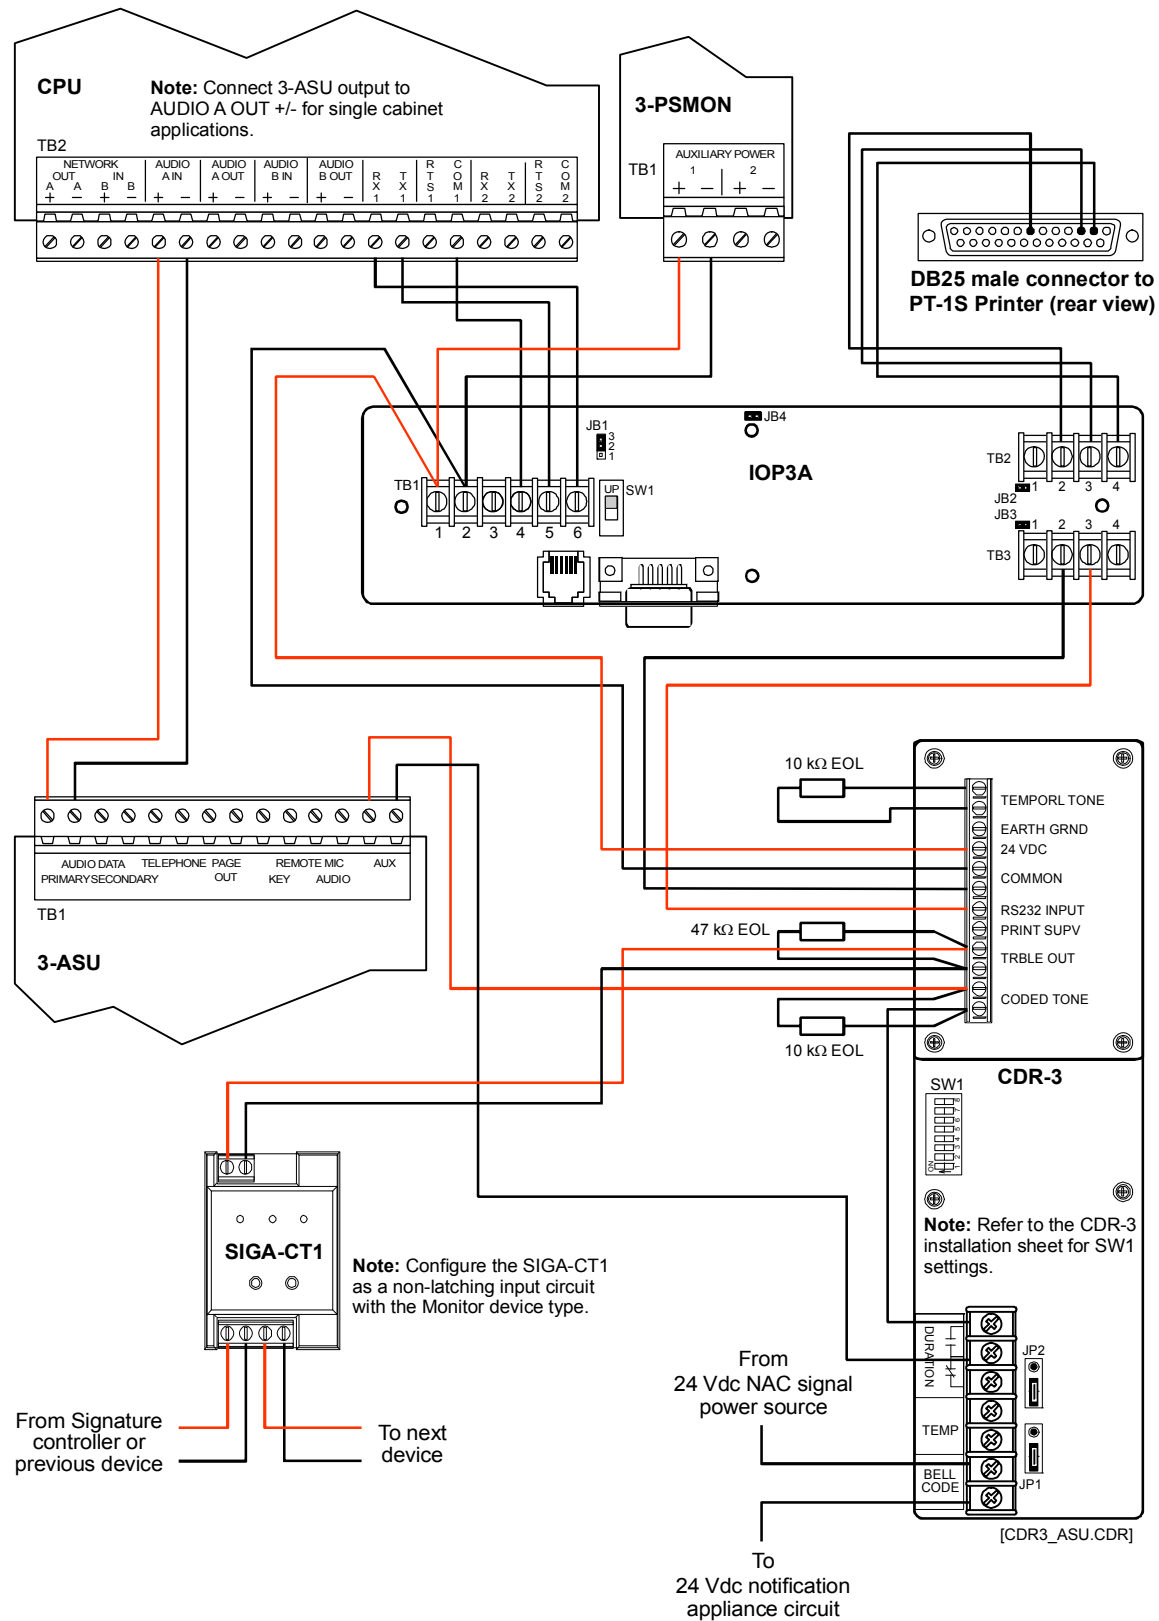 CPU
Note: Connect 3-ASU output to
AUDIO A OUT +/- for single cabinet
applications.
TB2
NETWORK
OUT IN
A A B B
+ − + −
AUDIO
A IN
+ −
AUDIO
A OUT
+ −
AUDIO
B IN
+ −
AUDIO
B OUT
+ −
RX1
TX1
RTS1
COM1
RX2
TX2
RTS2
COM2
3-PSMON
TB1
AUXILIARY POWER
1 2
+ − + −
DB25 male connector to
PT-1S Printer (rear view)
JB4
JB1
3
2
1
IOP3A
TB1
UP
SW1
1 2 3 4 5 6
TB2
JB2
1 2 3 4
JB3
1 2 3 4
TB3
10 kΩ EOL
TEMPORL TONE
EARTH GRND
24 VDC
COMMON
RS232 INPUT
PRINT SUPV
TRBLE OUT
CODED TONE
47 kΩ EOL
10 kΩ EOL
AUDIO DATA
PRIMARY SECONDARY
TELEPHONE
PAGE
OUT
REMOTE MIC
KEY AUDIO
AUX
TB1
3-ASU
CDR-3
SW1
8
7
6
5
4
3
2
1
ON
Note: Refer to the CDR-3
installation sheet for SW1
settings.
SIGA-CT1
Note: Configure the SIGA-CT1
as a non-latching input circuit
with the Monitor device type.
DURATION
JP2
TEMP
BELL
CODE
JP1
From
24 Vdc NAC signal
power source
From Signature
controller or
previous device
To next
device
[CDR3_ASU.CDR]
To
24 Vdc notification
appliance circuit